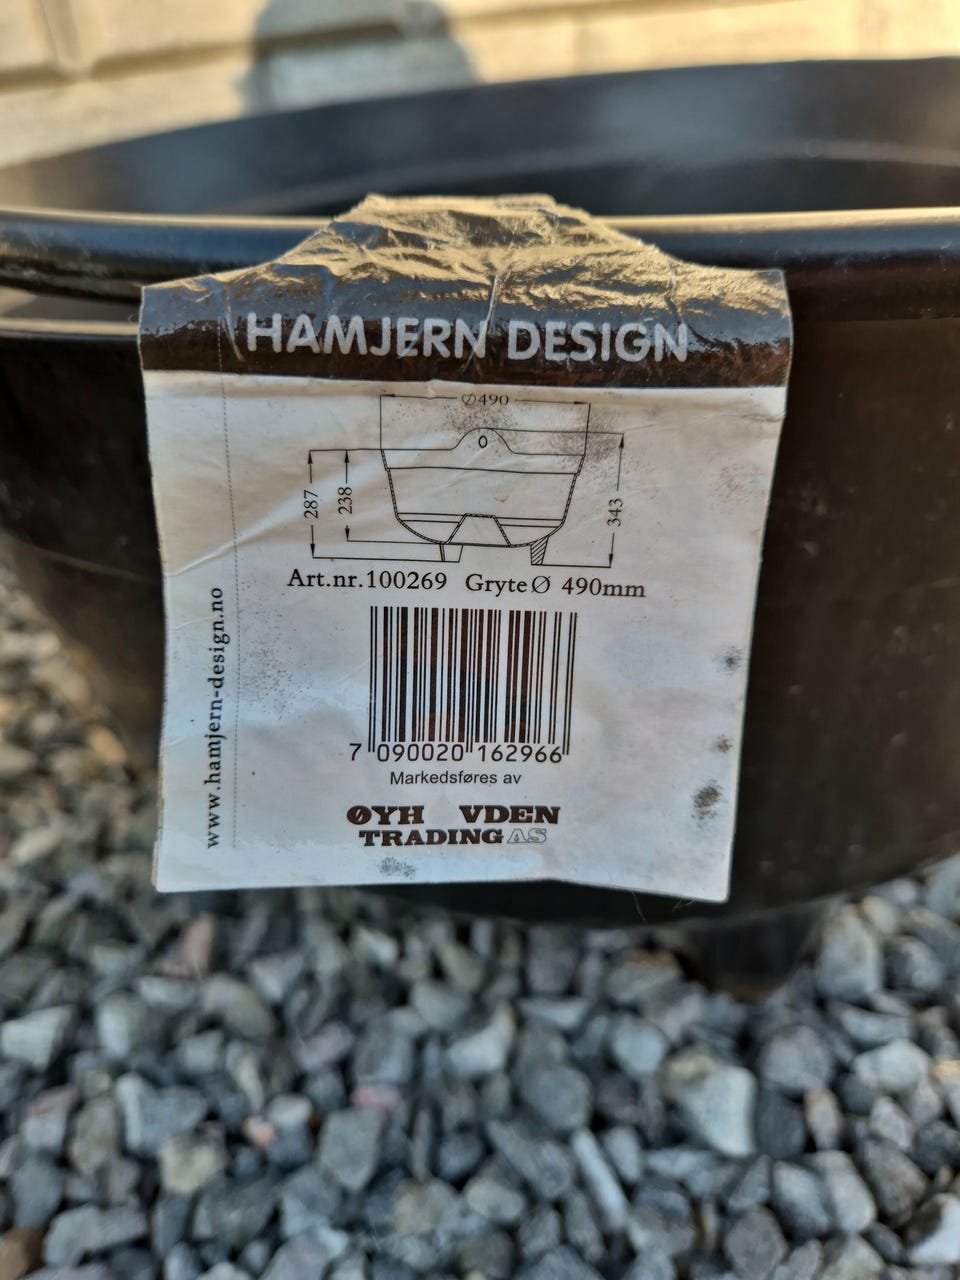 HAMJERN DESIGN
Ø490
287
238
343
Art.nr.100269 Gryte Ø 490mm
www.hamjern-design.no
7 090020 162966
Markedsføres av
ØYH VDEN
TRADING AS